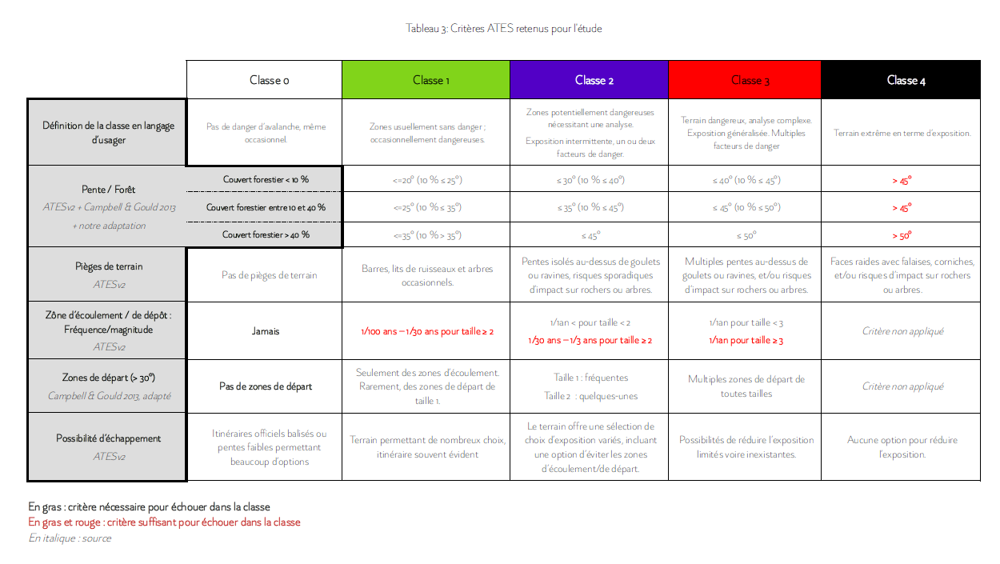 Tableau 3: Critères ATES retenus pour l'étude
Classe 0
Classe 1
Classe 2
Classe 3
Classe 4
Définition de la classe en langage
d'usager
Pas de danger d'avalanche, même
occasionnel.
Zones usuellement sans danger ;
occasionnellement dangereuses.
Zones potentiellement dangereuses
nécessitant une analyse.
Exposition intermittente, un ou deux
facteurs de danger.
Terrain dangereux, analyse complexe.
Exposition généralisée. Multiples
facteurs de danger
Terrain extrême en terme d'exposition.
Pente / Forêt
ATESv2 + Campbell & Gould 2013
+ notre adaptation
Couvert forestier < 10 %
<=20° (10 % ≤ 25°)
≤ 30° (10 % ≤ 40°)
≤ 40° (10 % ≤ 45°)
> 45°
Couvert forestier entre 10 et 40 %
<=25° (10 % ≤ 35°)
≤ 35° (10 % ≤ 45°)
≤ 45° (10 % ≤ 50°)
> 45°
Couvert forestier > 40 %
<=35° (10 % > 35°)
≤ 45°
≤ 50°
> 50°
Pièges de terrain
ATESv2
Pas de pièges de terrain
Barres, lits de ruisseaux et arbres
occasionnels.
Pentes isolés au-dessus de goulets
ou ravines, risques sporadiques
d'impact sur rochers ou arbres.
Multiples pentes au-dessus de
goulets ou ravines, et/ou risques
d'impact sur rochers ou arbres.
Faces raides avec falaises, corniches,
et/ou risques d'impact sur rochers
ou arbres.
Zône d'écoulement / de dépôt :
Fréquence/magnitude
ATESv2
Jamais
1/100 ans – 1/30 ans pour taille ≥ 2
1/1an < pour taille < 2
1/30 ans – 1/3 ans pour taille ≥ 2
1/1an pour taille < 3
1/1an pour taille ≥ 3
Critère non appliqué
Zones de départ (> 30°)
Campbell & Gould 2013, adapté
Pas de zones de départ
Seulement des zones d'écoulement.
Rarement, des zones de départ de
taille 1.
Taille 1 : fréquentes
Taille 2 : quelques-unes
Multiples zones de départ de
toutes tailles
Critère non appliqué
Possibilité d'échappement
ATESv2
Itinéraires officiels balisés ou
pentes faibles permettant
beaucoup d'options
Terrain permettant de nombreux choix,
itinéraire souvent évident
Le terrain offre une sélection de
choix d'exposition variés, incluant
une option d'éviter les zones
d'écoulement/de départ.
Possibilités de réduire l'exposition
limités voire inexistantes.
Aucune option pour réduire
l'exposition.
En gras : critère nécessaire pour échouer dans la classe
En gras et rouge : critère suffisant pour échouer dans la classe
En italique : source